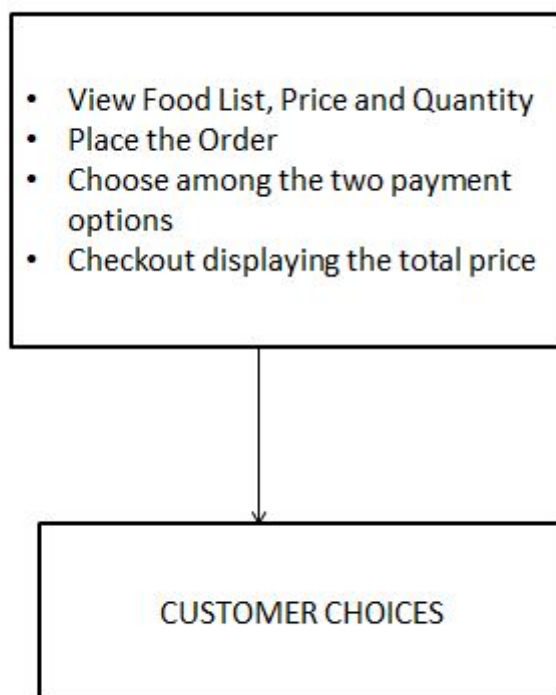 • View Food List, Price and Quantity
• Place the Order
• Choose among the two payment
options
• Checkout displaying the total price
CUSTOMER CHOICES